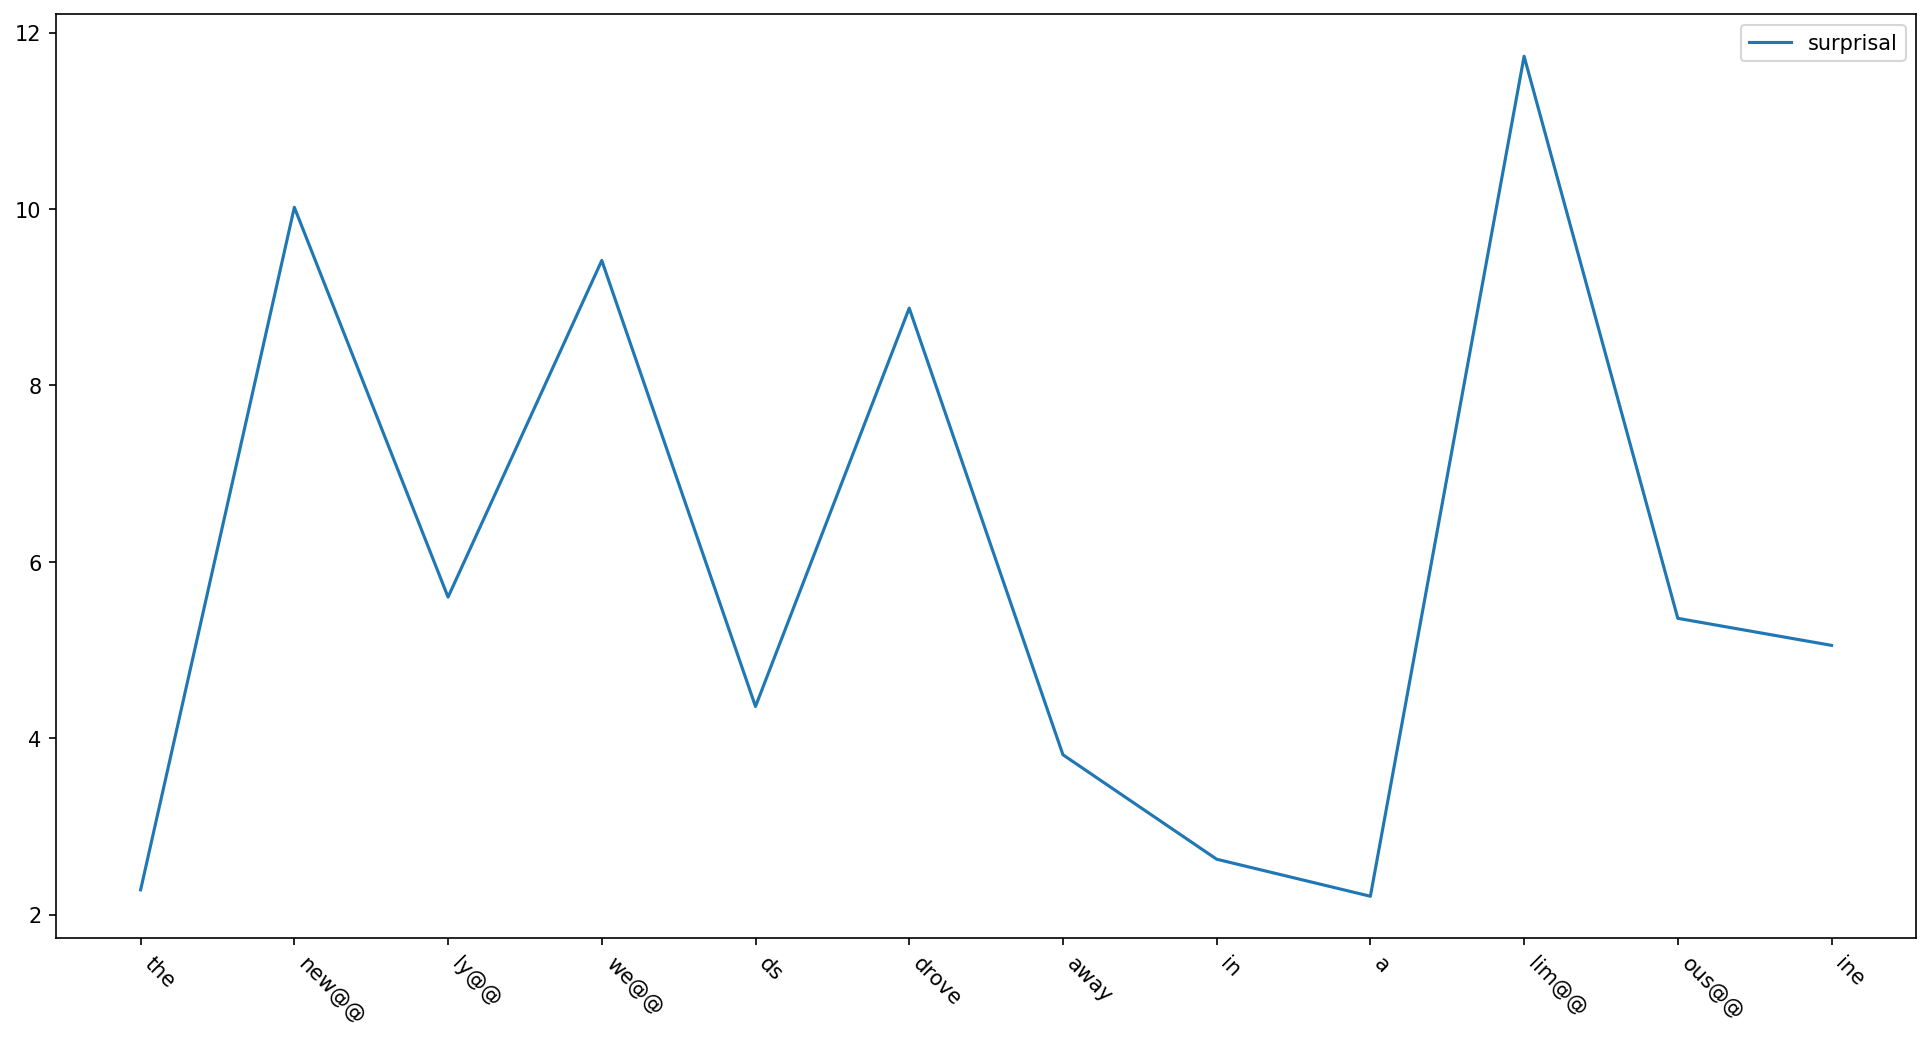 surprisal
12
10
8
6
4
2
the
new@@
ly@@
we@@
ds
drove
away
in
a
lim@@
ous@@
ine